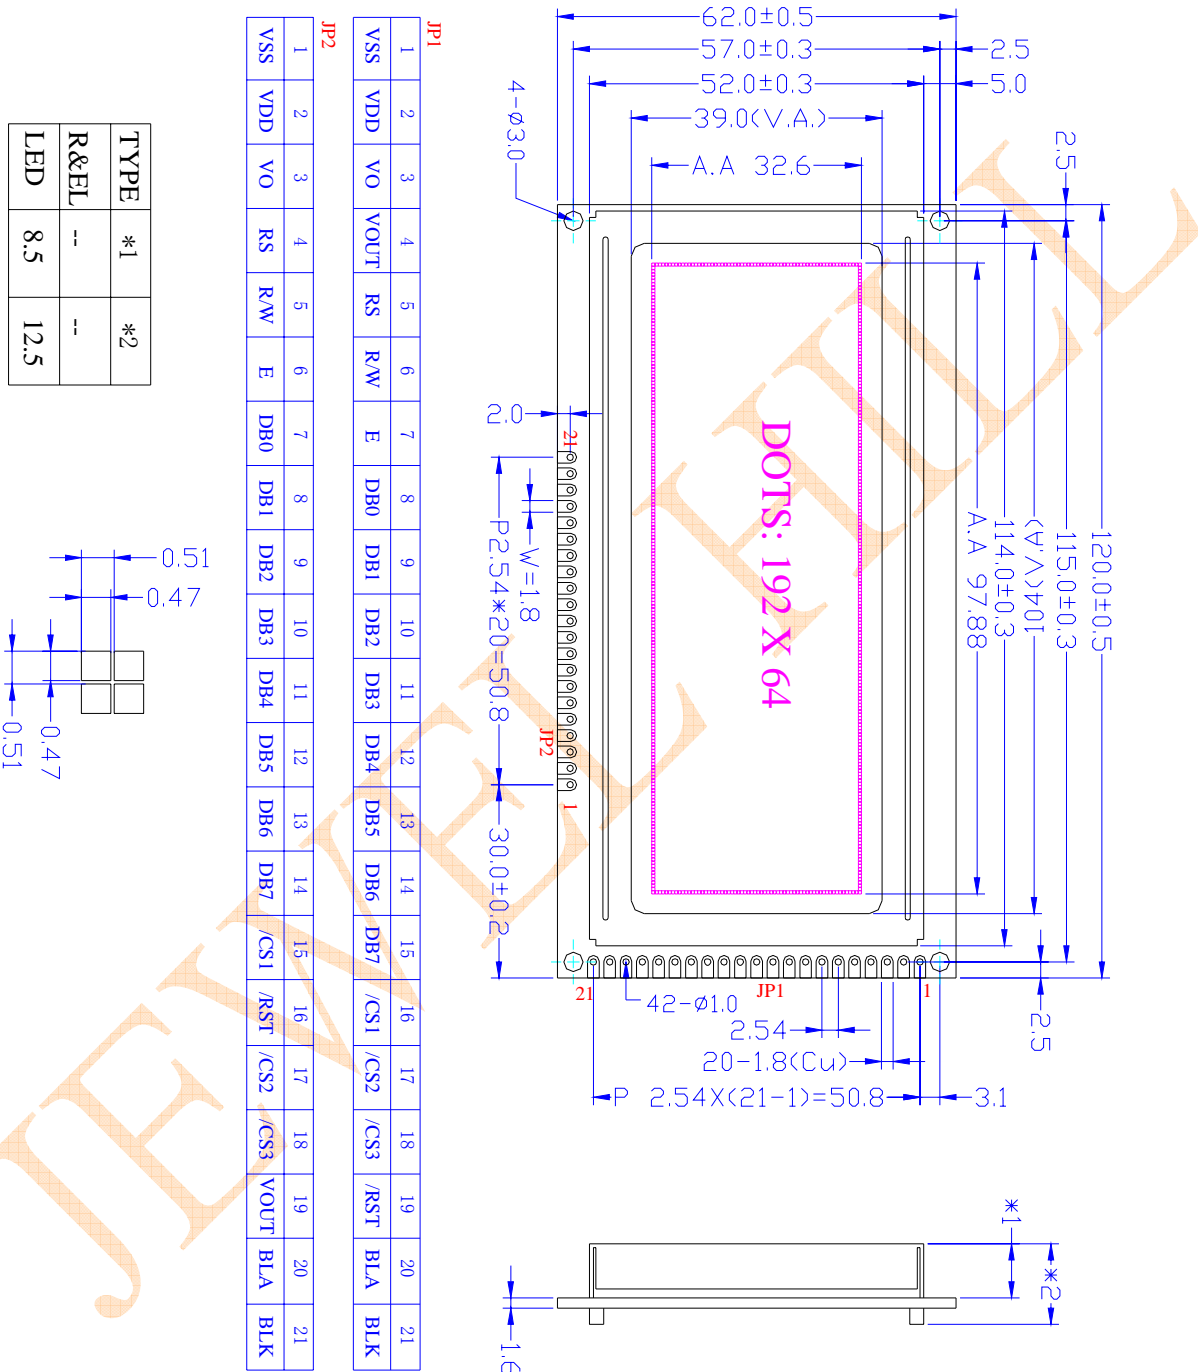 120.0±0.5
115.0±0.3
104(V.A)
114.0±0.3
A.A 97.88
2.5
2.5
62.0±0.5
57.0±0.3
52.0±0.3
39.0(V.A.)
A.A 32.6
2.5
5.0
4-ø3.0
DOTS: 192 X 64
2.0
21
W=1.8
P2.54*20=50.8
JP2
1
30.0±0.2
1
JP1
21
42-ø1.0
2.54
20-1.8(Cu)
P 2.54X(21-1)=50.8
3.1
*1
*2
1.6
JP1
1 2 3 4 5 6 7 8 9 10 11 12 13 14 15 16 17 18 19 20 21
VSS VDD VO VOUT RS R/W E DB0 DB1 DB2 DB3 DB4 DB5 DB6 DB7 /CS1 /CS2 /CS3 /RST BLA BLK
JP2
1 2 3 4 5 6 7 8 9 10 11 12 13 14 15 16 17 18 19 20 21
VSS VDD VO RS R/W E DB0 DB1 DB2 DB3 DB4 DB5 DB6 DB7 /CS1 /RST /CS2 /CS3 VOUT BLA BLK
TYPE *1 *2
R&EL -- --
LED 8.5 12.5
0.51
0.47
0.47
0.51
JEWEL HILL